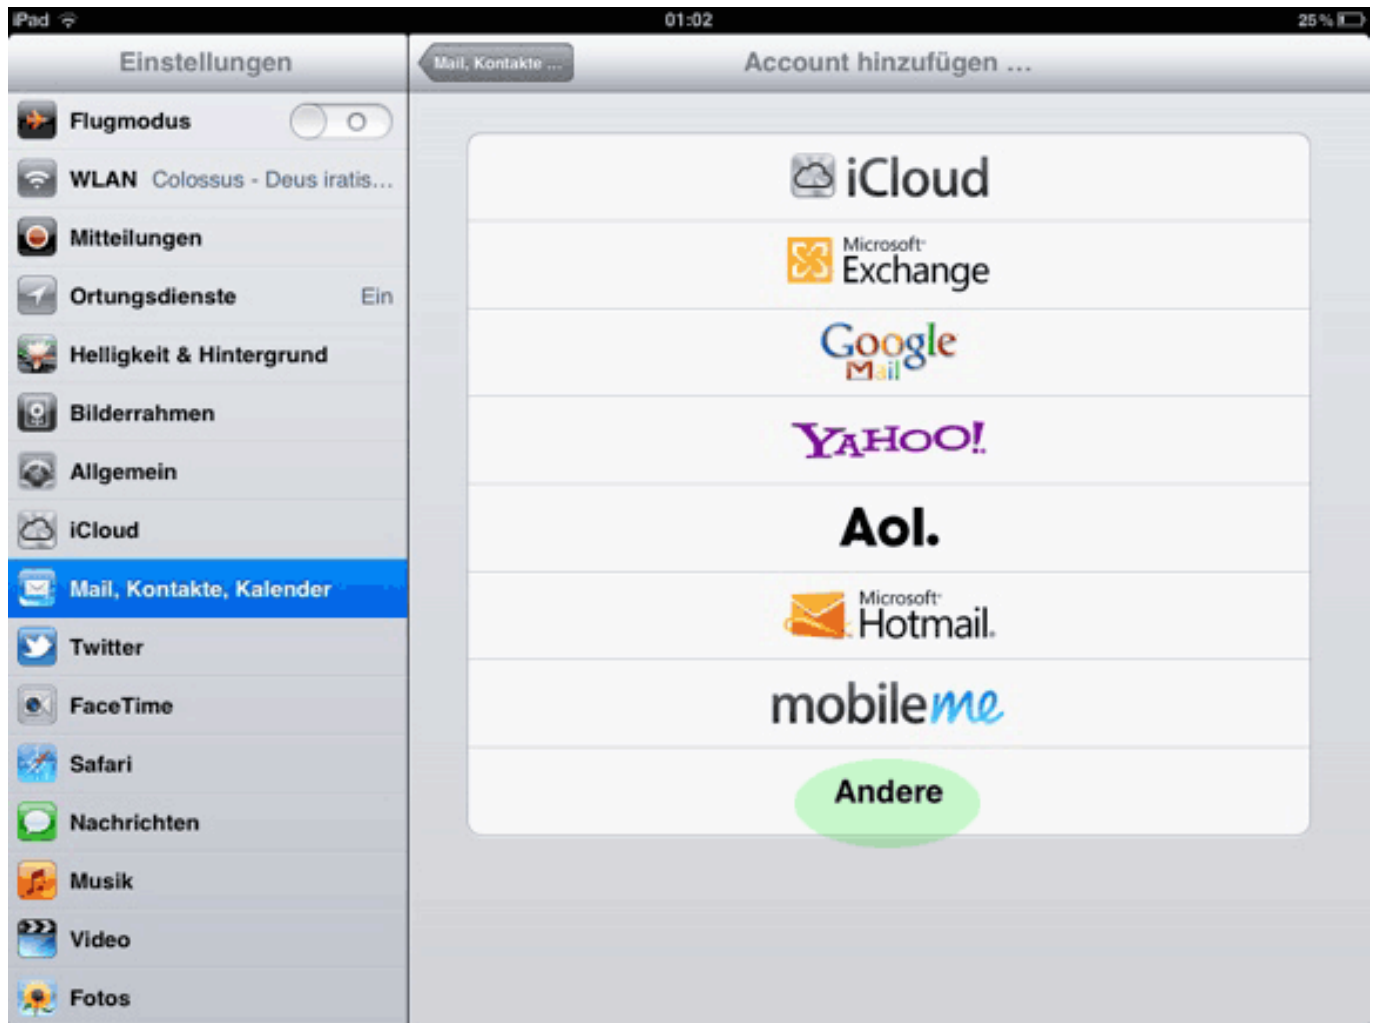 iPad 01:02 25 %
Einstellungen
Mail, Kontakte ...
Account hinzufügen ...
Flugmodus
WLAN Colossus - Deus iratis...
Mitteilungen
Ortungsdienste Ein
Helligkeit & Hintergrund
Bilderrahmen
Allgemein
iCloud
Mail, Kontakte, Kalender
Twitter
FaceTime
Safari
Nachrichten
Musik
Video
Fotos
iCloud
Microsoft
Exchange
Google
Mail
YAHOO!
Aol.
Microsoft
Hotmail.
mobileme
Andere